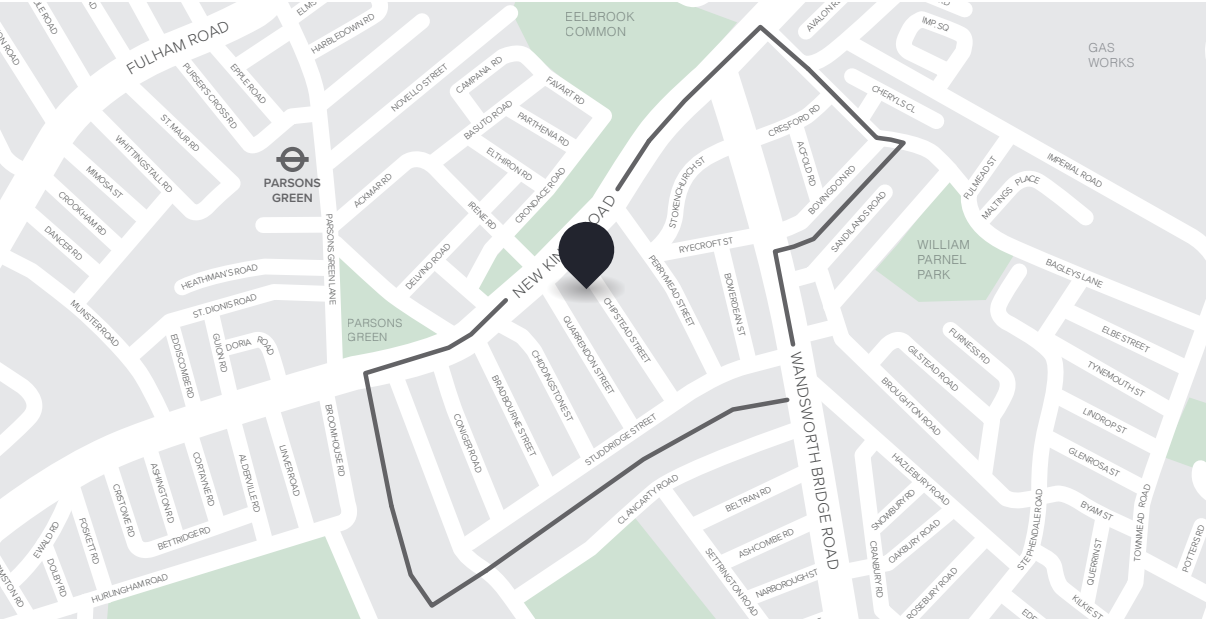 ELMS
HARBLEDOWN RD
FULHAM ROAD
PURSER'S CROSS RD
EPPLE ROAD
NOVELLO STREET
CAMPANA RD
FAVART RD
EELBROOK
COMMON
AVALON R
IMP. SQ
GAS
WORKS
CHERYLS CL
IMPERIAL ROAD
FULMEAD ST
MALTINGS PLACE
ST. MAUR RD
WHITTINGSTALL RD
MIMOSA ST
CROOKHAM RD
DANCER RD
MUNSTER ROAD
PARSONS
GREEN
BASUTO ROAD
PARTHENIA RD
ELTHIRON RD
CRONDACE ROAD
ACKMAR RD
IRENE RD
DELVINO ROAD
PARSONS GREEN LANE
CRESFORD RD
ACFOLD RD
BOVINGDON RD
SANDILANDS ROAD
STOKENCHURCH ST
RYECROFT ST
PERRYMEAD STREET
BOWERDEAN ST
WILLIAM
PARNEL
PARK
BAGLEYS LANE
HEATHMAN'S ROAD
ST. DIONIS ROAD
EDDISCOMBE RD
GUION RD
DORIA ROAD
PARSONS
GREEN
NEW KIN
ROAD
CHIPSTEAD STREET
QUARRENDON STREET
CHIDDINGSTONE ST
BRADBOURNE STREET
CONIGER ROAD
STUDDRIDGE STREET
CLANCARTY ROAD
WANDSWORTH BRIDGE ROAD
FURNESS RD
GILSTEAD ROAD
BROUGHTON ROAD
ELBE STREET
TYNEMOUTH ST
LINDROP ST
GLENROSA ST
BYAM ST
BROOMHOUSE RD
LINVER ROAD
ALDERVILLE RD
CORTAYNE RD
ASHINGTON RD
CRISTOWE RD
BETTRIDGE RD
FOSKETT RD
EWALD RD
DOLBY RD
HURLINGHAM ROAD
BELTRAN RD
ASHCOMBE RD
NARBOROUGH ST
SETTRINGTON ROAD
HAZLEBURY ROAD
SNOWBURY RD
OAKBURY ROAD
CRANBURY RD
ROSEBURY ROAD
STEPHENDALE ROAD
QUERRIN ST
TOWNMEAD ROAD
KILKIE ST
POTTERS RD
EDE